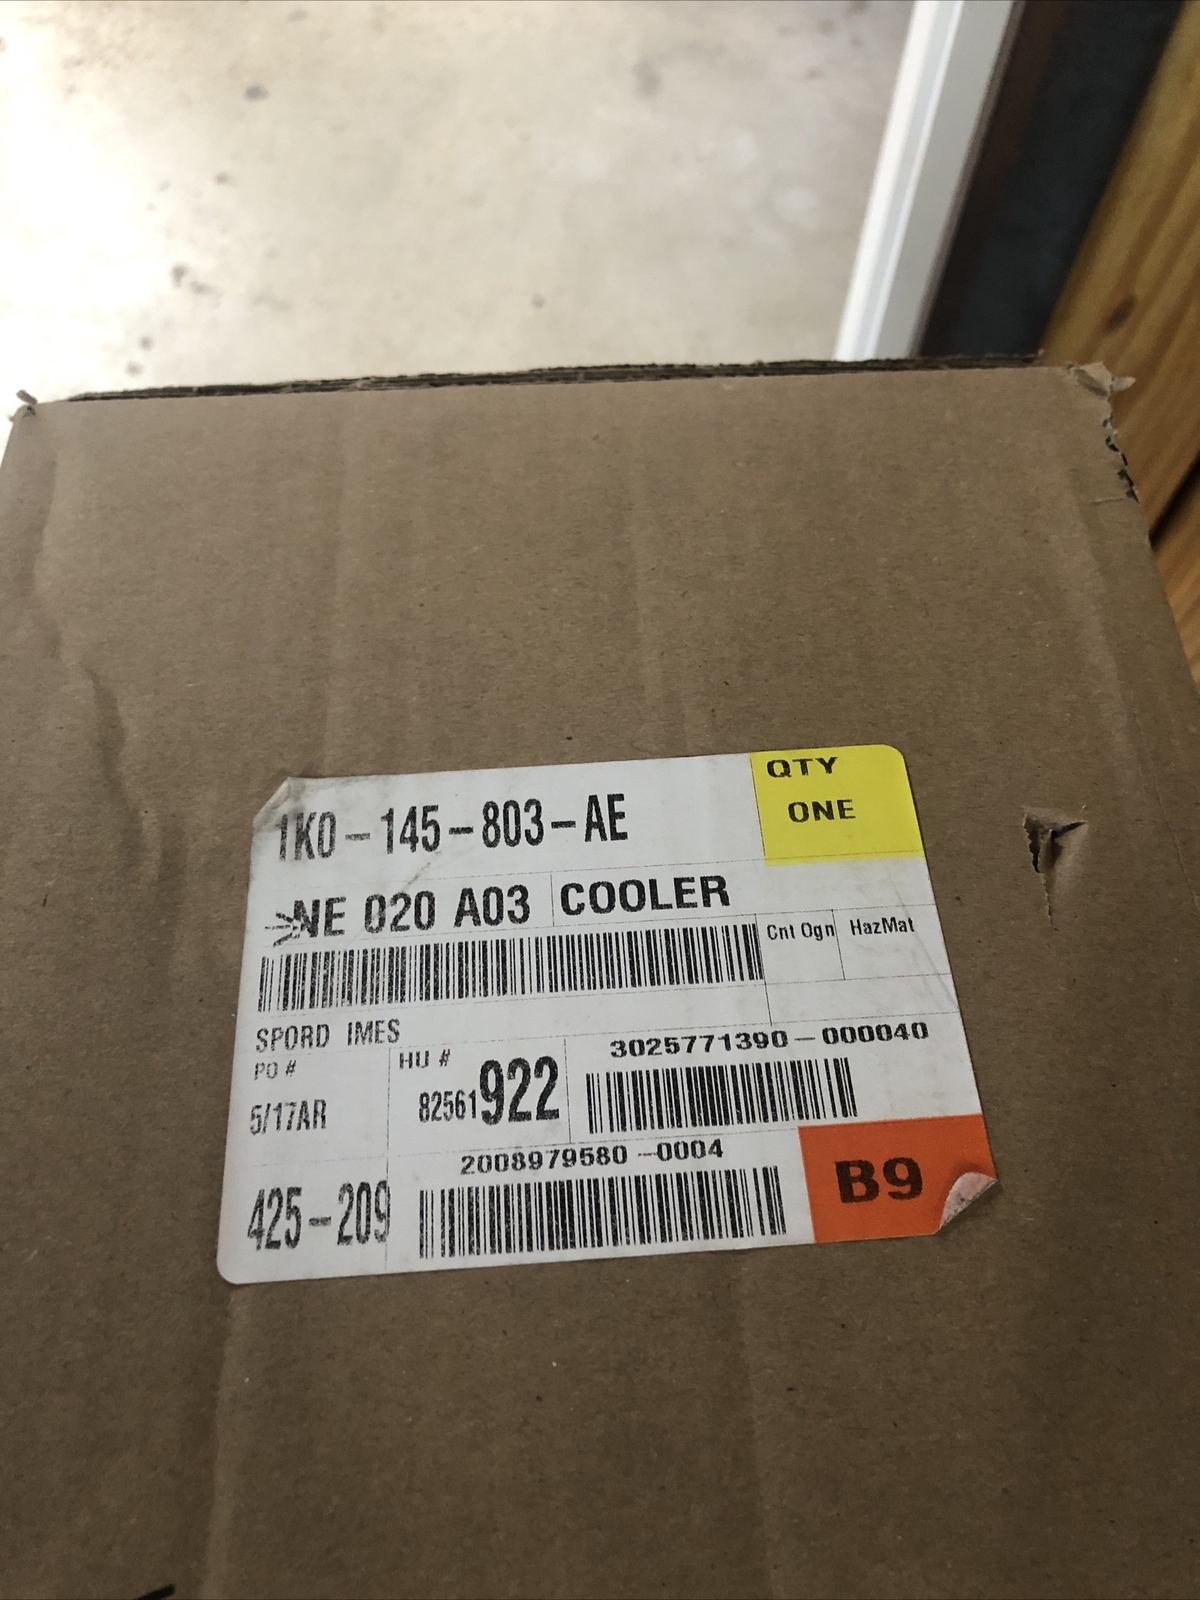 1K0-145-803-AE
QTY
ONE
NE 020 A03 COOLER
Cnt Ogn HazMat
SPORD IMES
PO #
HU #
3025771390-000040
5/17AR
82561922
2008979580-0004
425-209
B9